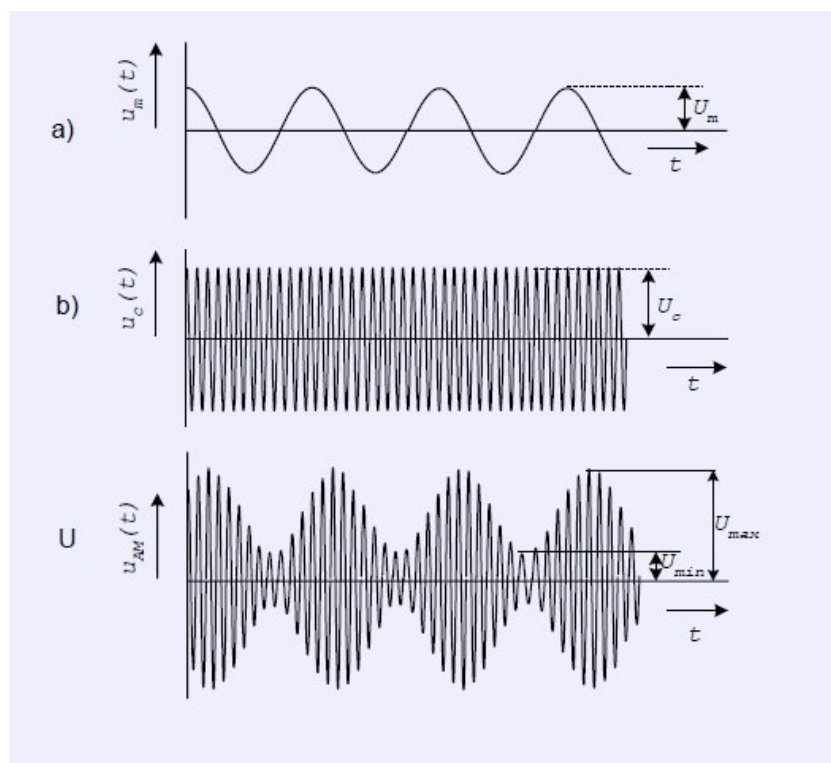 u_m(t)
a)
U_m
t
u_c(t)
b)
U_c
t
u_AM(t)
U
U_max
U_min
t